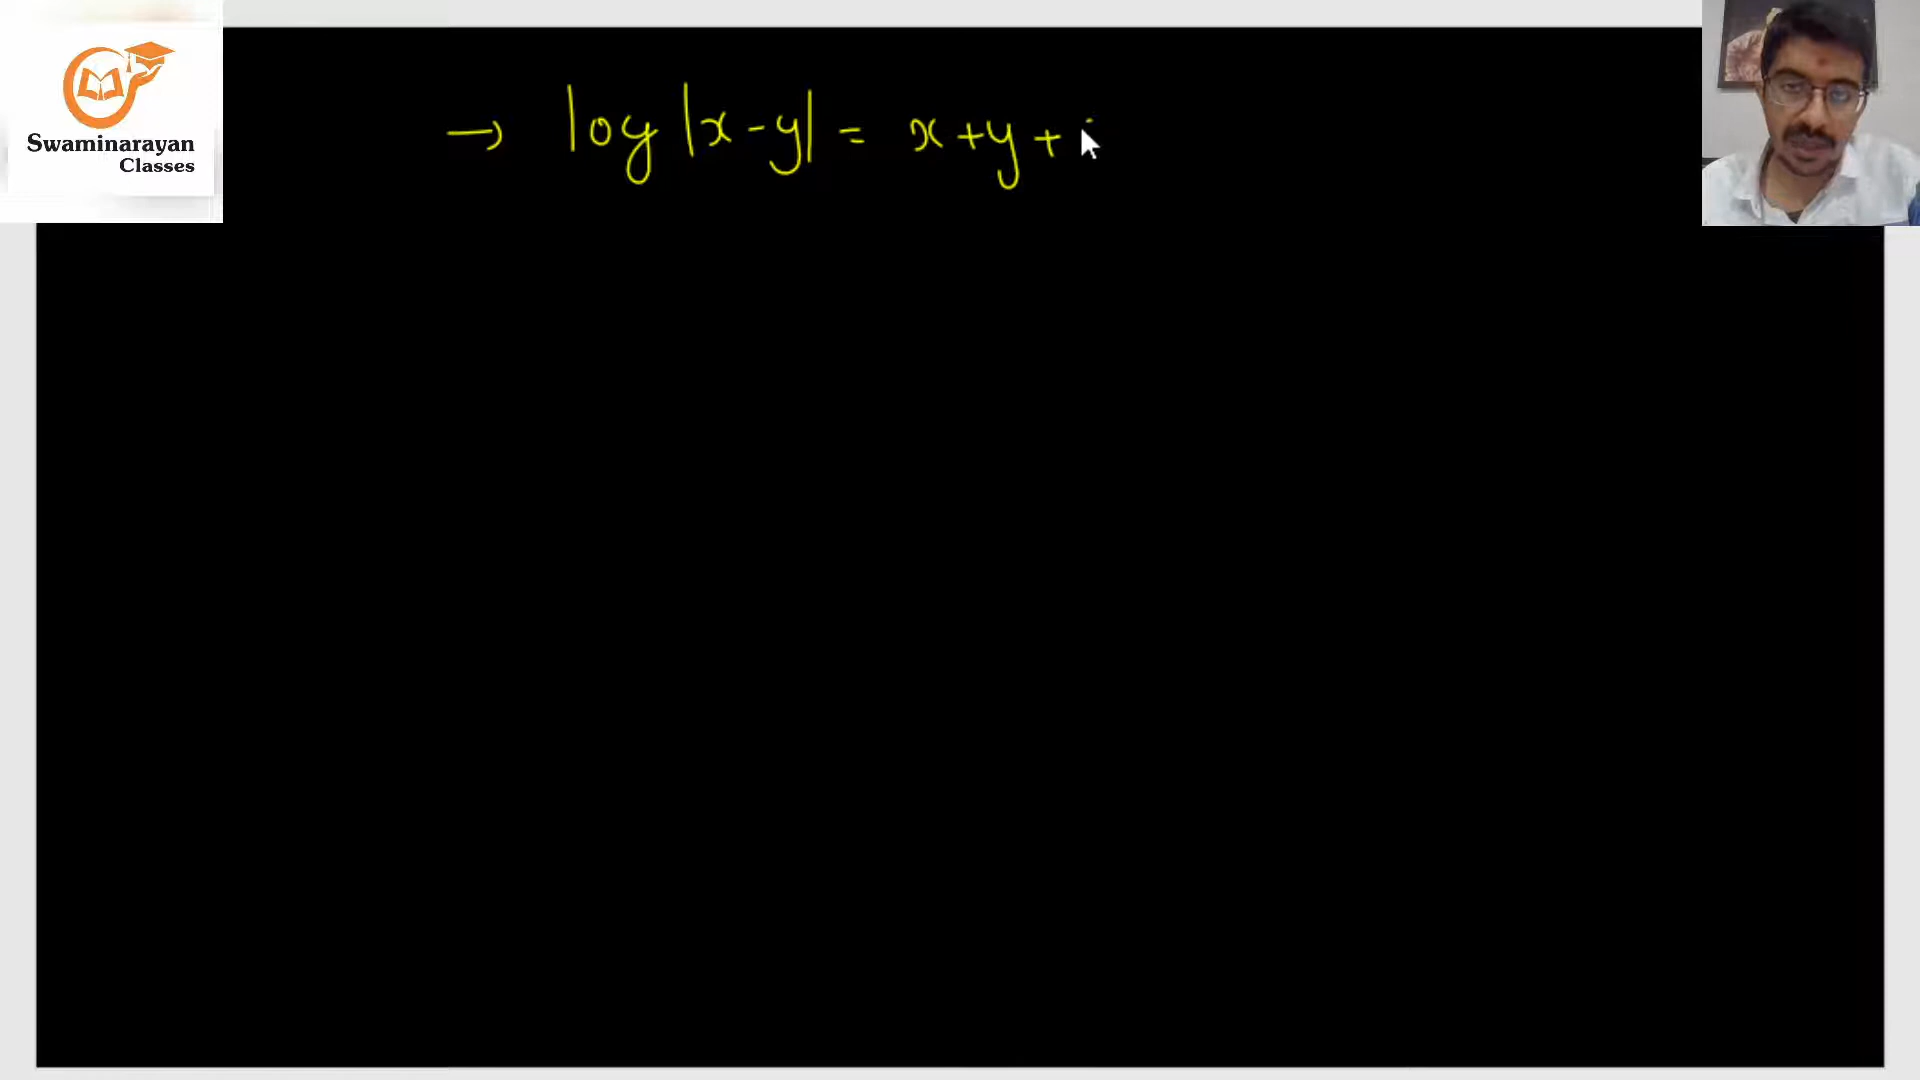 Swaminarayan
Classes
→ log |x-y| = x+y+